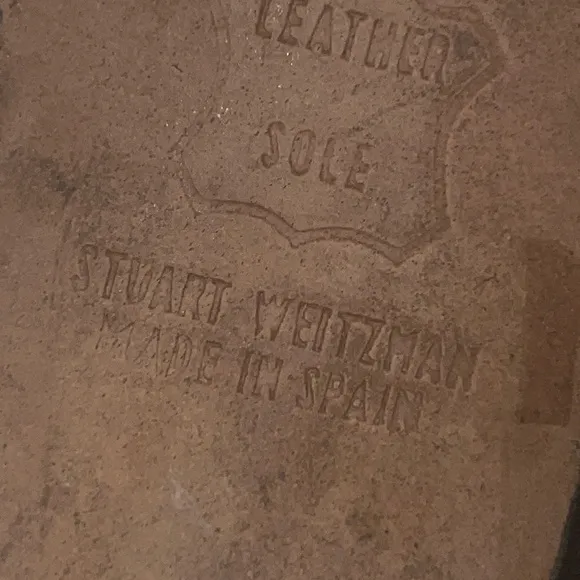 LEATHER
SOLE
STUART WEITZMAN
MADE IN SPAIN